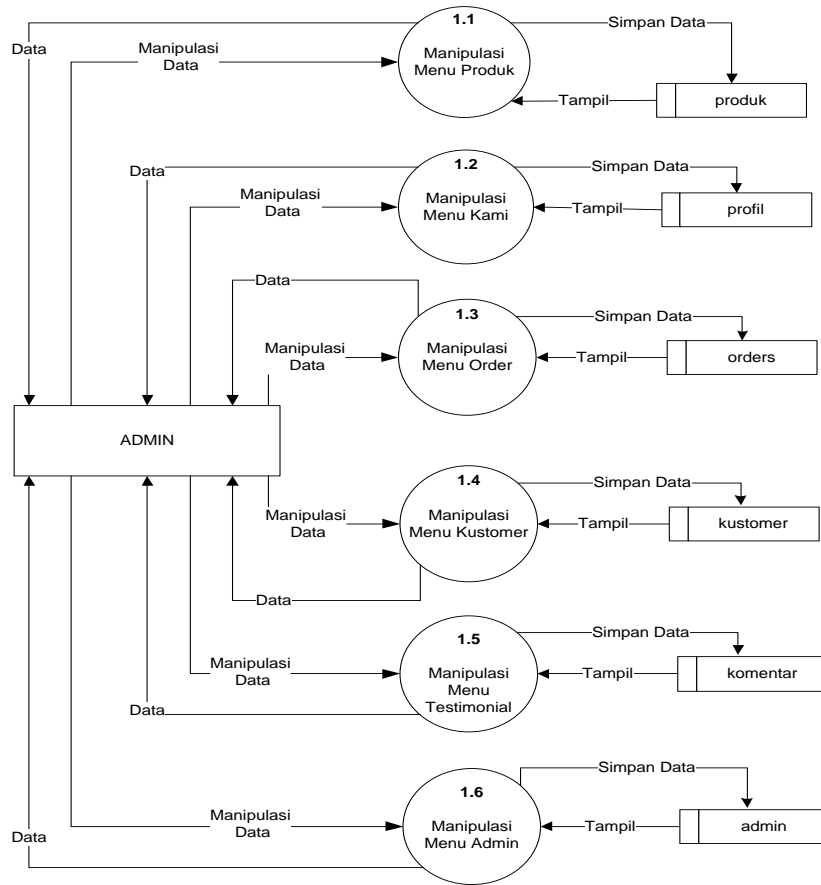 1.1
Simpan Data
Data
Manipulasi
Data
Manipulasi
Menu Produk
Tampil
produk
1.2
Simpan Data
Data
Manipulasi
Data
Manipulasi
Menu Kami
Tampil
profil
Data
1.3
Simpan Data
Manipulasi
Data
Manipulasi
Menu Order
Tampil
orders
ADMIN
1.4
Simpan Data
Manipulasi
Data
Manipulasi
Menu Kustomer
Tampil
kustomer
Data
1.5
Simpan Data
Manipulasi
Data
Manipulasi
Menu
Testimonial
Tampil
komentar
Data
1.6
Simpan Data
Manipulasi
Data
Manipulasi
Menu Admin
Tampil
admin
Data